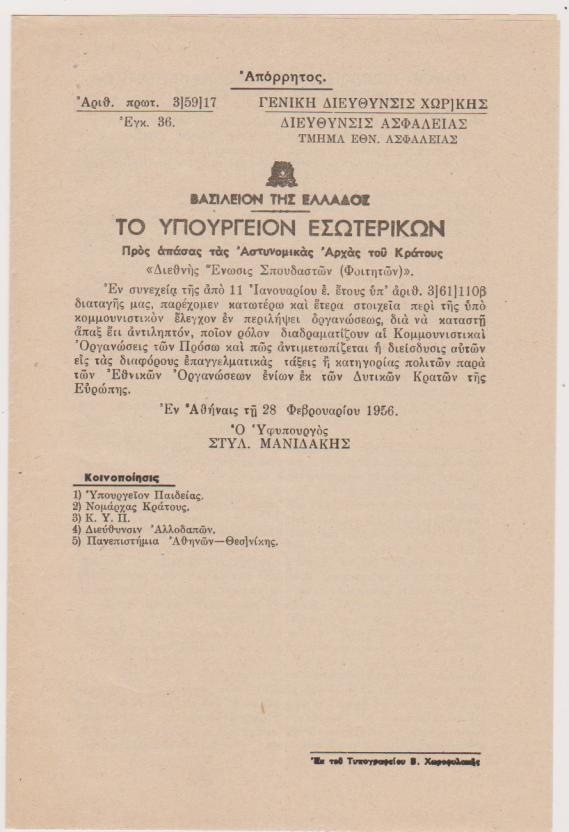 Ἀπόρρητος.
Ἀριθ. πρωτ. 3]59]17
ΓΕΝΙΚΗ ΔΙΕΥΘΥΝΣΙΣ ΧΩΡ]ΚΗΣ
Ἐγκ. 36.
ΔΙΕΥΘΥΝΣΙΣ ΑΣΦΑΛΕΙΑΣ
ΤΜΗΜΑ ΕΘΝ. ΑΣΦΑΛΕΙΑΣ
ΒΑΣΙΛΕΙΟΝ ΤΗΣ ΕΛΛΑΔΟΣ
ΤΟ ΥΠΟΥΡΓΕΙΟΝ ΕΣΩΤΕΡΙΚΩΝ
Πρὸς ἁπάσας τὰς Ἀστυνομικὰς Ἀρχὰς τοῦ Κράτους
«Διεθνὴς Ἕνωσις Σπουδαστῶν (Φοιτητῶν)».
Ἐν συνεχείᾳ τῆς ἀπὸ 11 Ἰανουαρίου ἐ. ἔτους ὑπ' ἀριθ. 3]61]110β
διαταγῆς μας, παρέχομεν κατωτέρω καὶ ἕτερα στοιχεῖα περὶ τῆς ὑπὸ
κομμουνιστικὸν ἔλεγχον ἐν περιλήψει ὀργανώσεως, διὰ νὰ καταστῇ
ἅπαξ ἔτι ἀντιληπτόν, ποῖον ρόλον διαδραματίζουν αἱ Κομμουνιστικαὶ
Ὀργανώσεις τῶν Πρόσω καὶ πῶς ἀντιμετωπίζεται ἡ διείσδυσις αὐτῶν
εἰς τὰς διαφόρους ἐπαγγελματικὰς τάξεις ἢ κατηγορίας πολιτῶν παρὰ
τῶν Ἐθνικῶν Ὀργανώσεων ἐνίων ἐκ τῶν Δυτικῶν Κρατῶν τῆς
Εὐρώπης.
Ἐν Ἀθήναις τῇ 28 Φεβρουαρίου 1956.
Ὁ Ὑφυπουργὸς
ΣΤΥΛ. ΜΑΝΙΔΑΚΗΣ
Κοινοποίησις
1) Ὑπουργεῖον Παιδείας.
2) Νομάρχας Κράτους.
3) Κ. Υ. Π.
4) Διεύθυνσιν Ἀλλοδαπῶν.
5) Πανεπιστήμια Ἀθηνῶν—Θεσ]νίκης.
Ἐκ τοῦ Τυπογραφείου Β. Χωροφυλακῆς